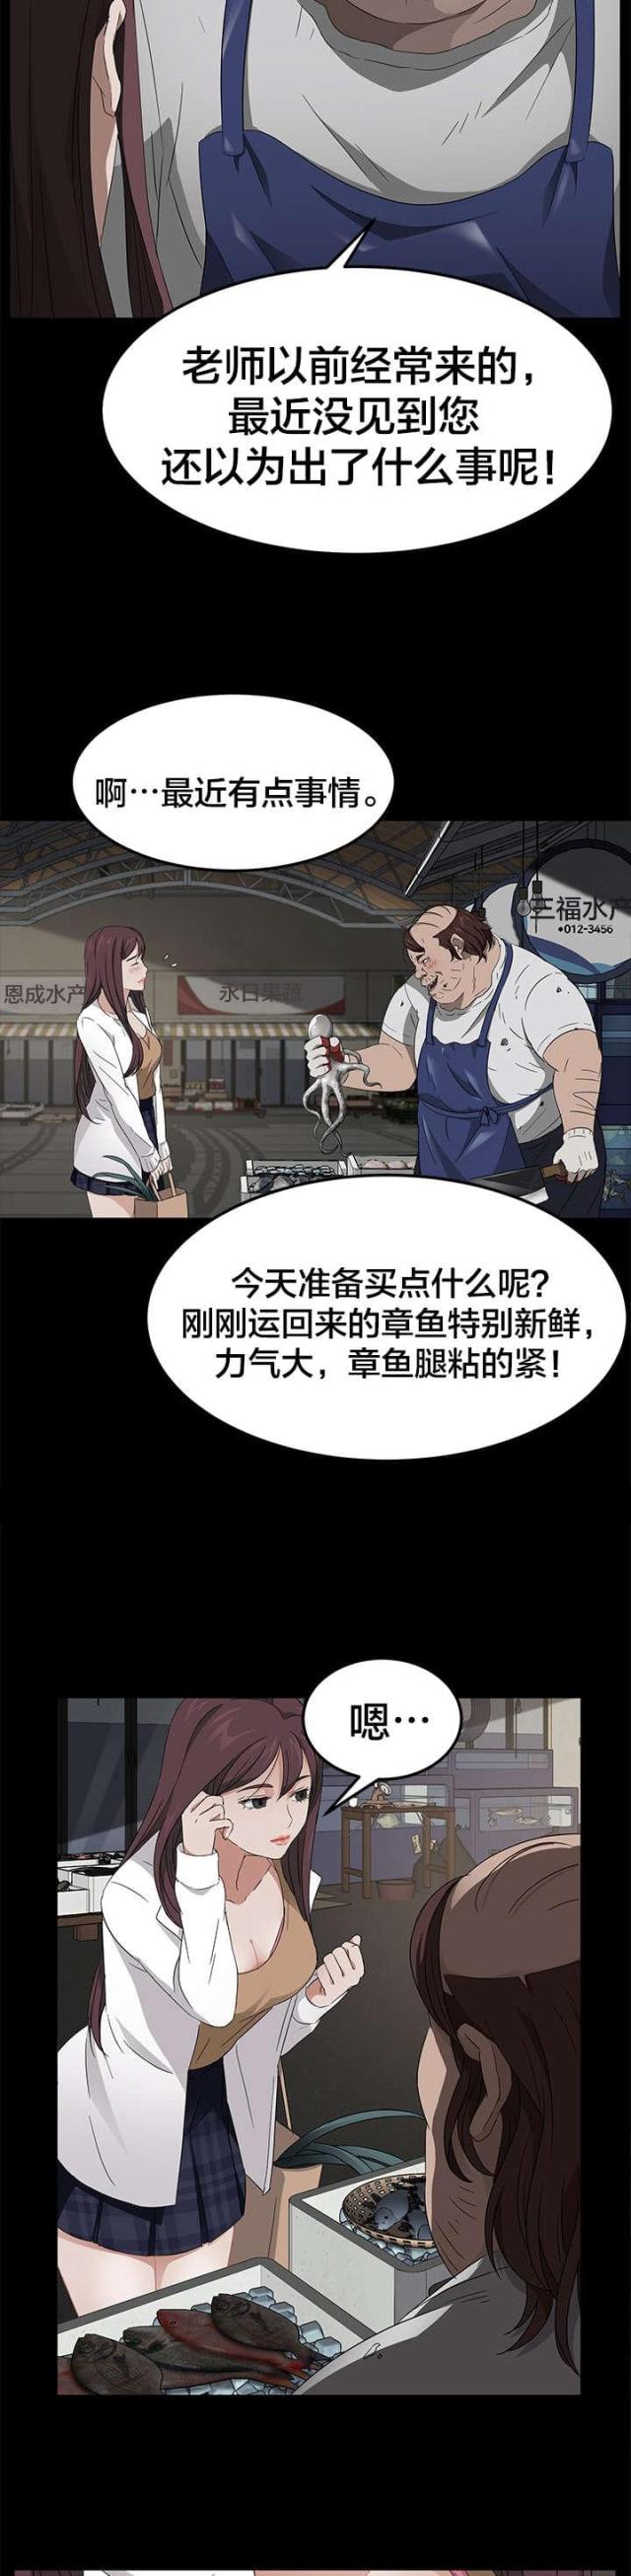 老师以前经常来的，
最近没见到您
还以为出了什么事呢！
啊…最近有点事情。
三福水产
•012-3456
恩成水产
永日果蔬
今天准备买点什么呢？
刚刚运回来的章鱼特别新鲜，
力气大，章鱼腿粘的紧！
嗯…